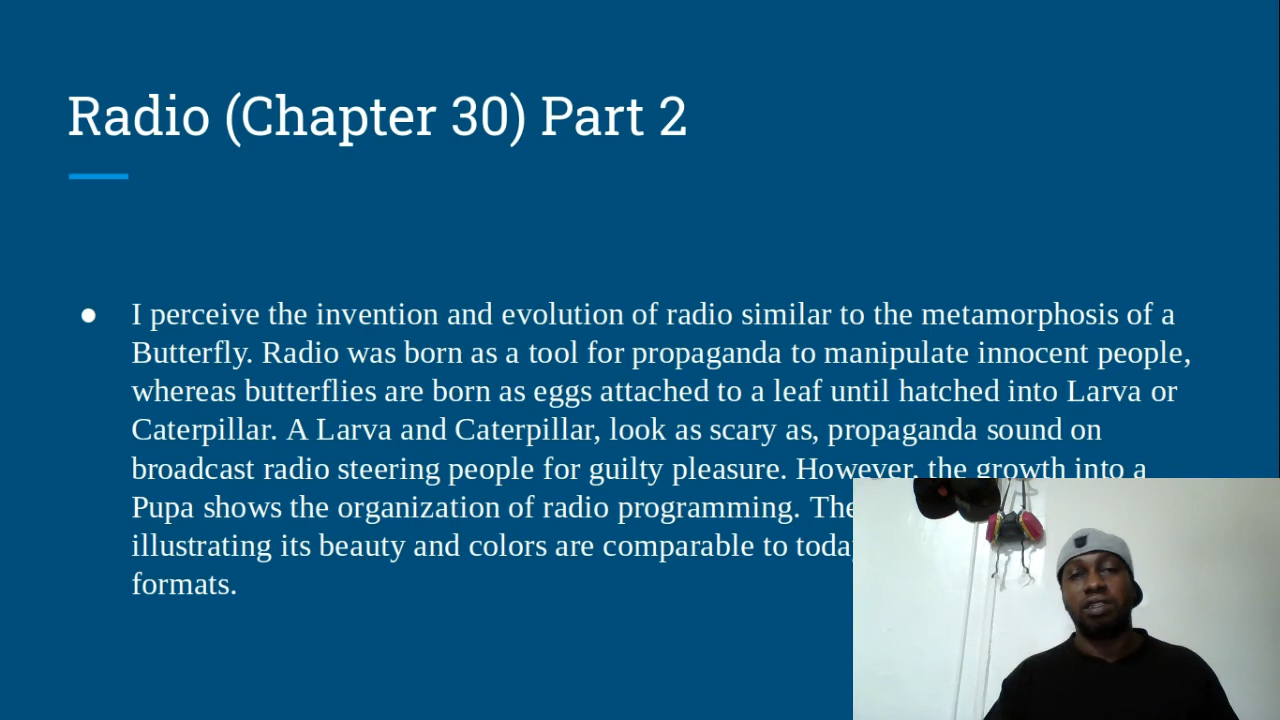 Radio (Chapter 30) Part 2
● I perceive the invention and evolution of radio similar to the metamorphosis of a
Butterfly. Radio was born as a tool for propaganda to manipulate innocent people,
whereas butterflies are born as eggs attached to a leaf until hatched into Larva or
Caterpillar. A Larva and Caterpillar, look as scary as, propaganda sound on
broadcast radio steering people for guilty pleasure. However, the growth into a
Pupa shows the organization of radio programming. The
illustrating its beauty and colors are comparable to
formats.